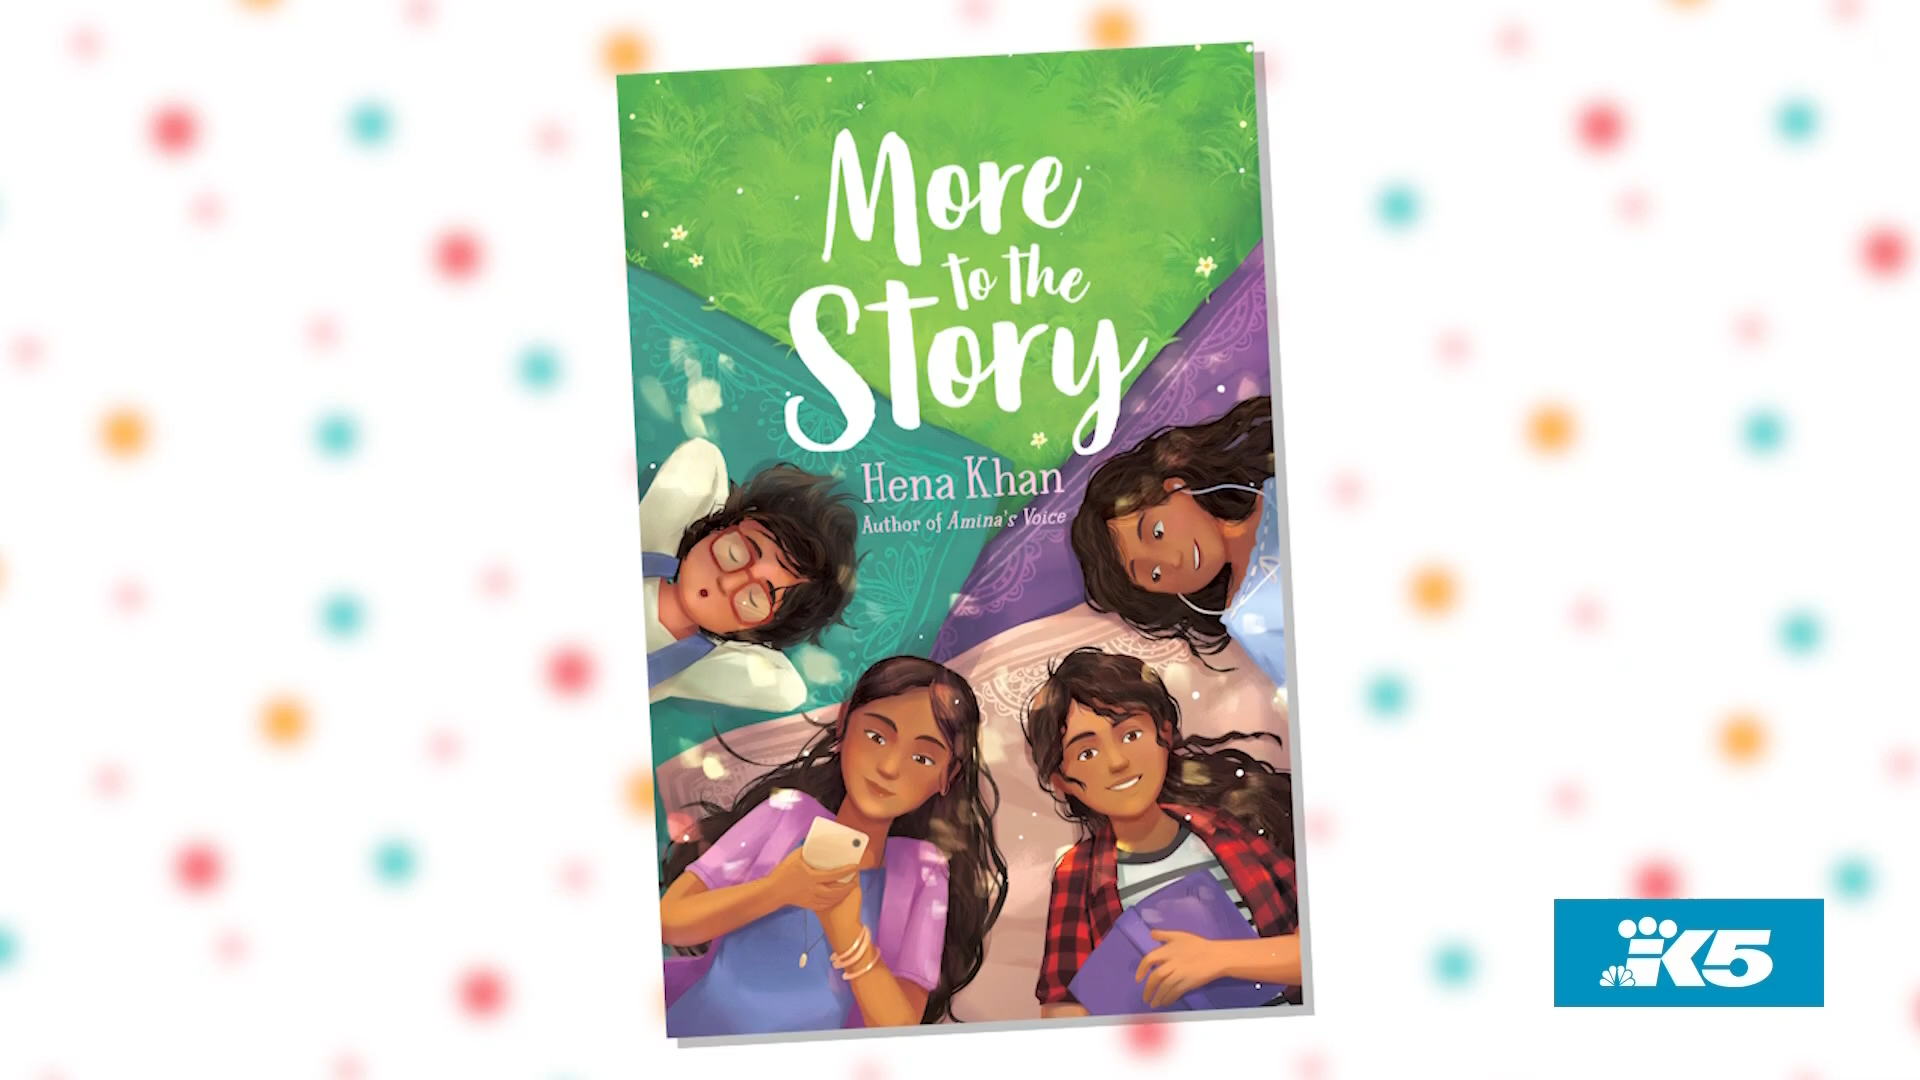 More
to the
Story
Hena Khan
Author of Amina's Voice
K5